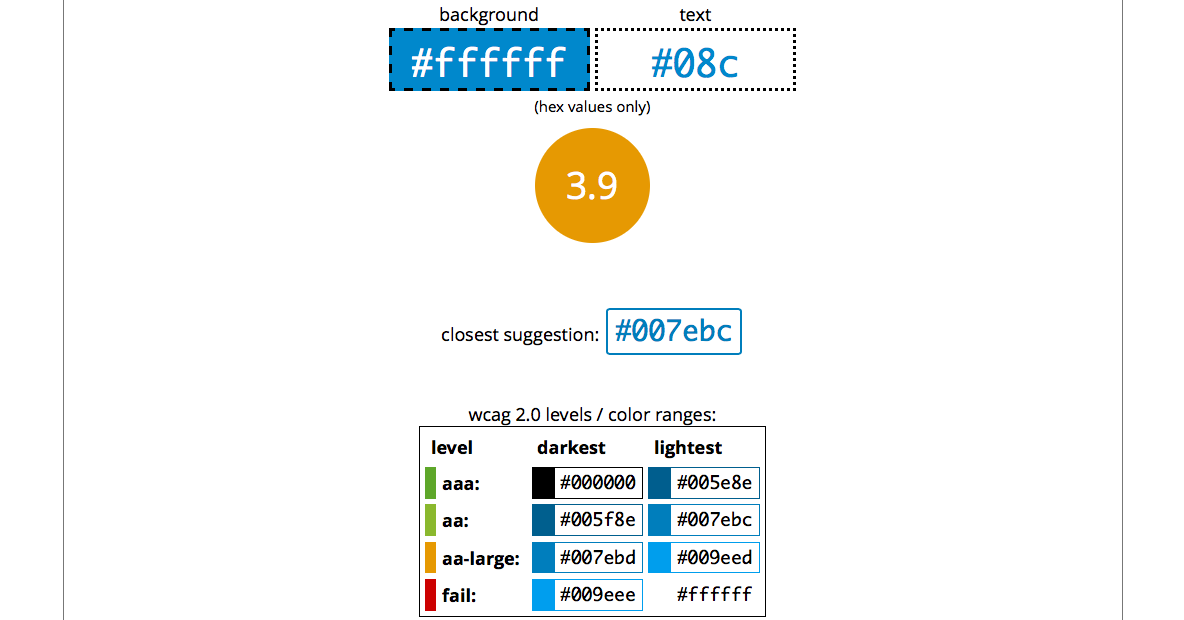 background text
#ffffff #08c
(hex values only)
3.9
closest suggestion: #007ebc
wcag 2.0 levels / color ranges:
level darkest lightest
aaa: #000000 #005e8e
aa: #005f8e #007ebc
aa-large: #007ebd #009eed
fail: #009eee #ffffff